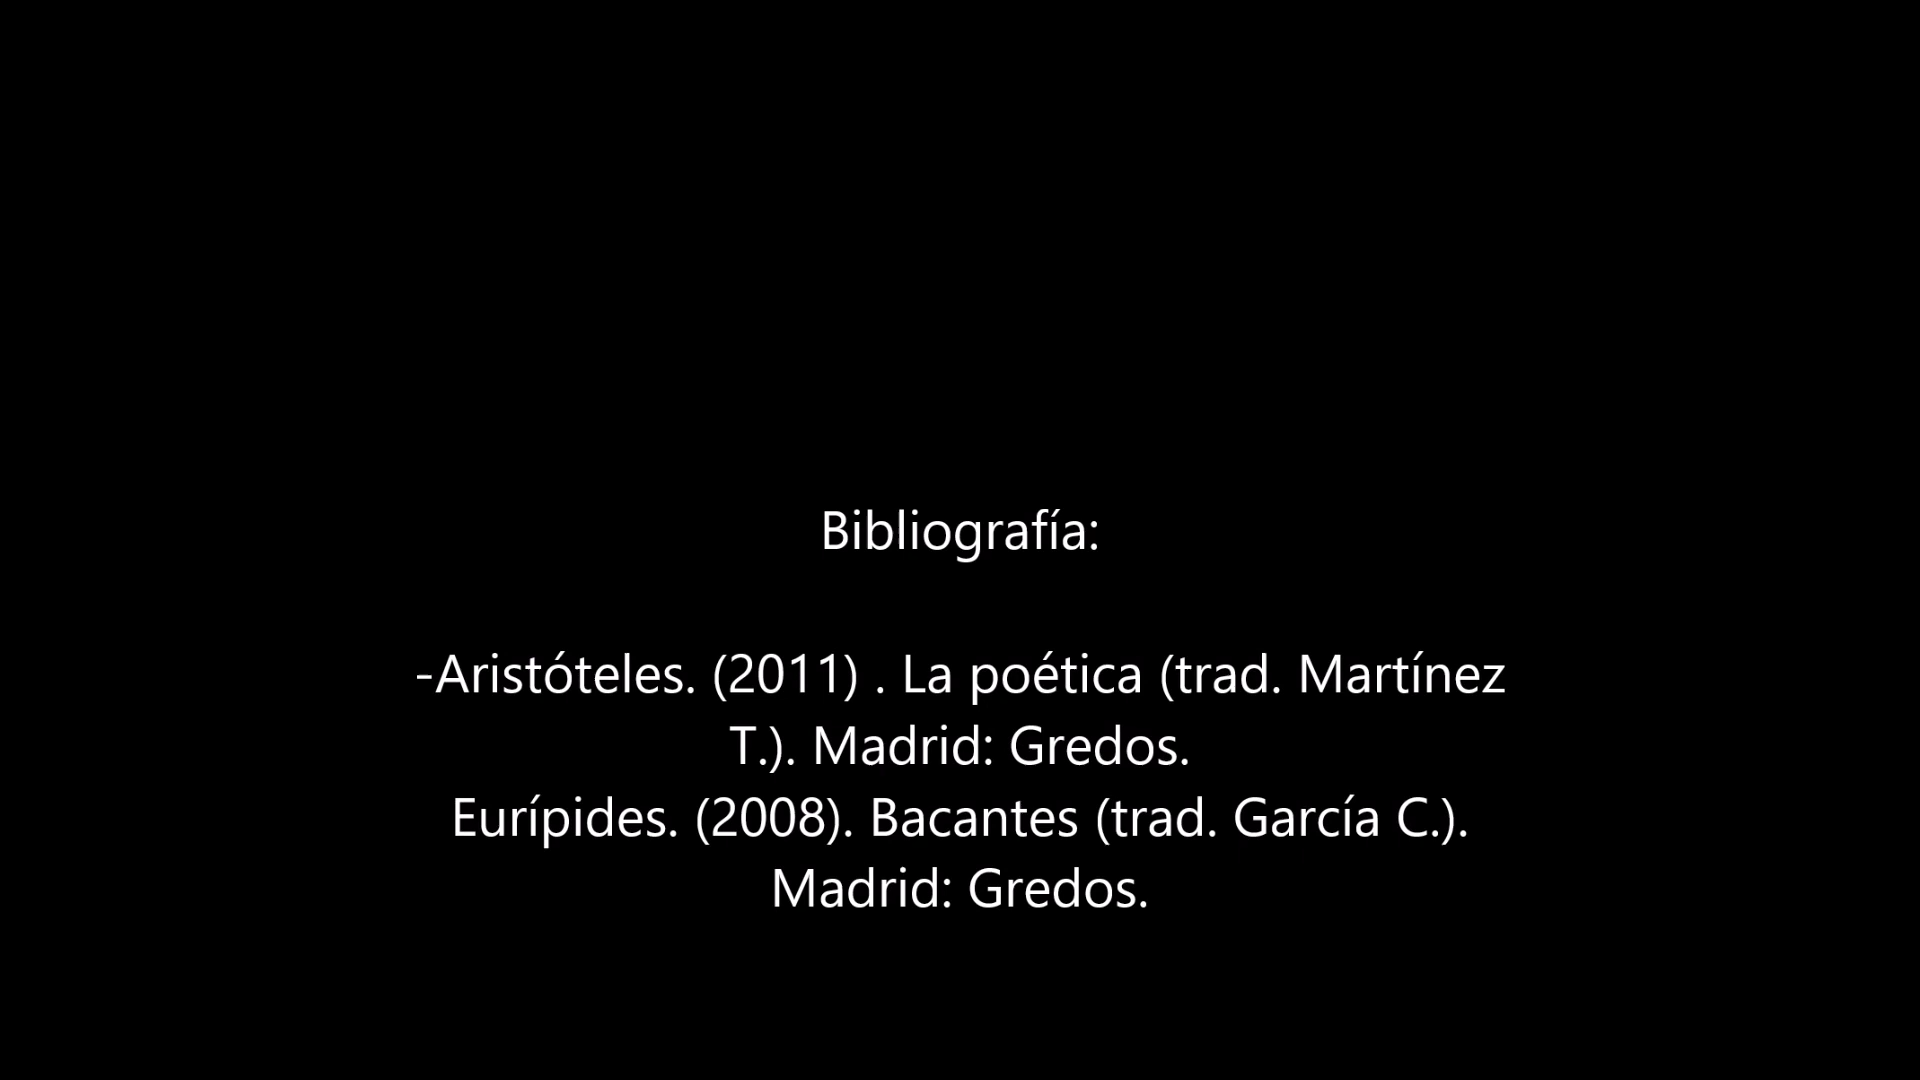 Bibliografía:
-Aristóteles. (2011) . La poética (trad. Martínez
T.). Madrid: Gredos.
Eurípides. (2008). Bacantes (trad. García C.).
Madrid: Gredos.